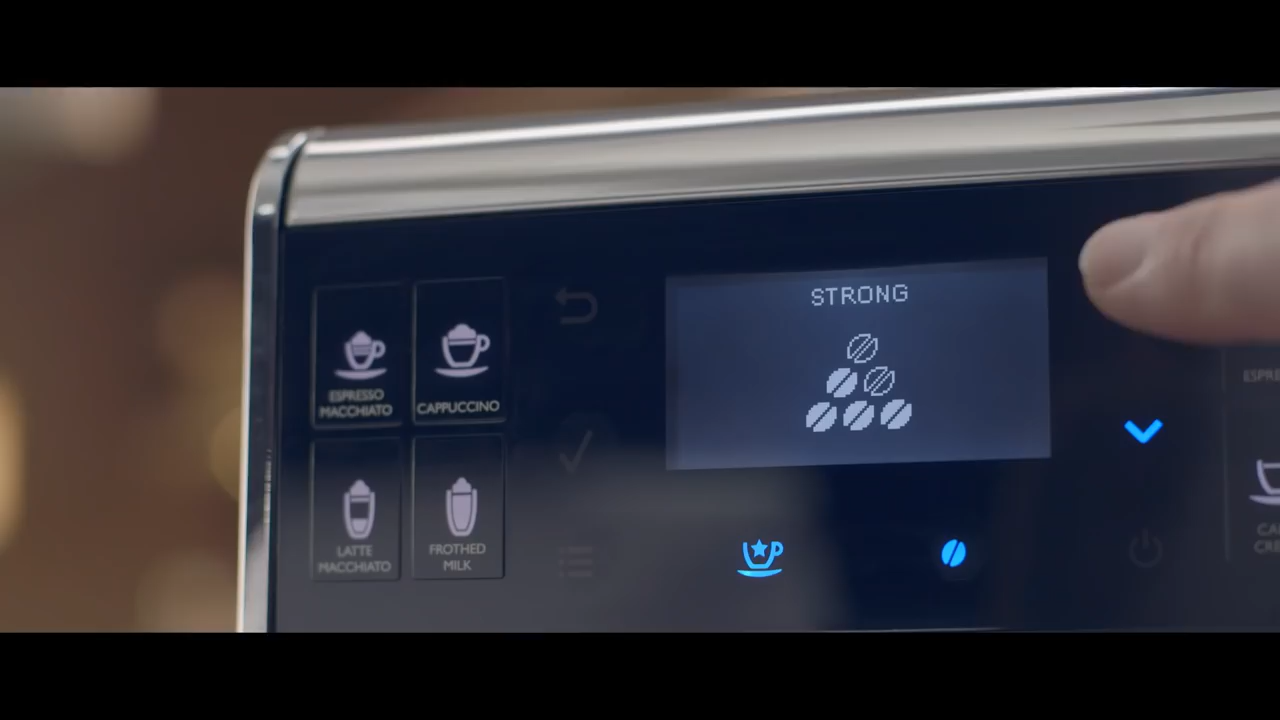 STRONG
ESPRESSO
MACCHIATO
CAPPUCCINO
LATTE
MACCHIATO
FROTHED
MILK